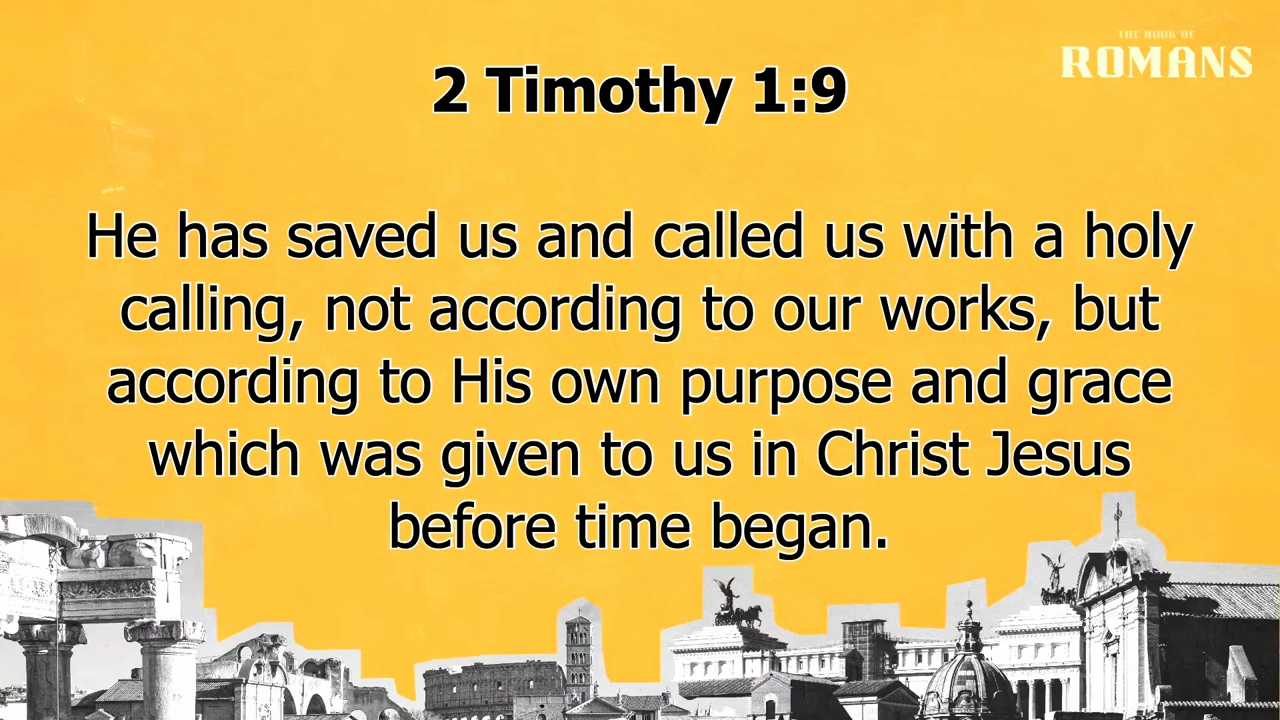 THE BOOK OF
ROMANS
2 Timothy 1:9
He has saved us and called us with a holy
calling, not according to our works, but
according to His own purpose and grace
which was given to us in Christ Jesus
before time began.